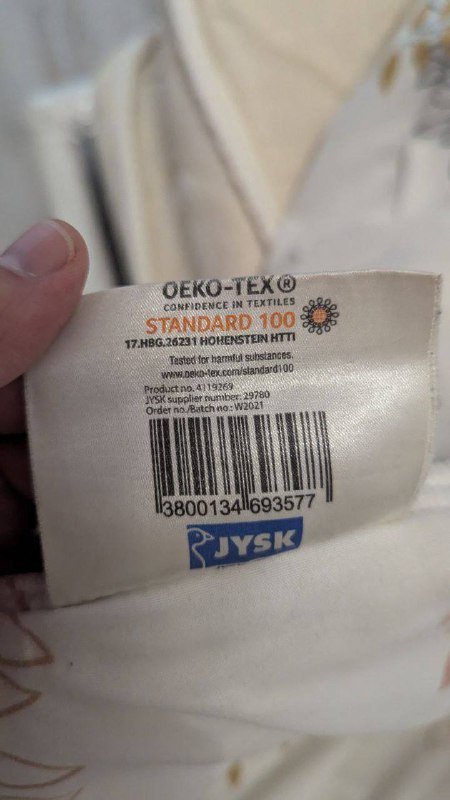 OEKO-TEX®
CONFIDENCE IN TEXTILES
STANDARD 100
17.HBG.26231 HOHENSTEIN HTTI
Tested for harmful substances.
www.oeko-tex.com/standard100
Product no. 4119269
JYSK supplier number: 29780
Order no./Batch no.: W2021
3800134 693577
JYSK